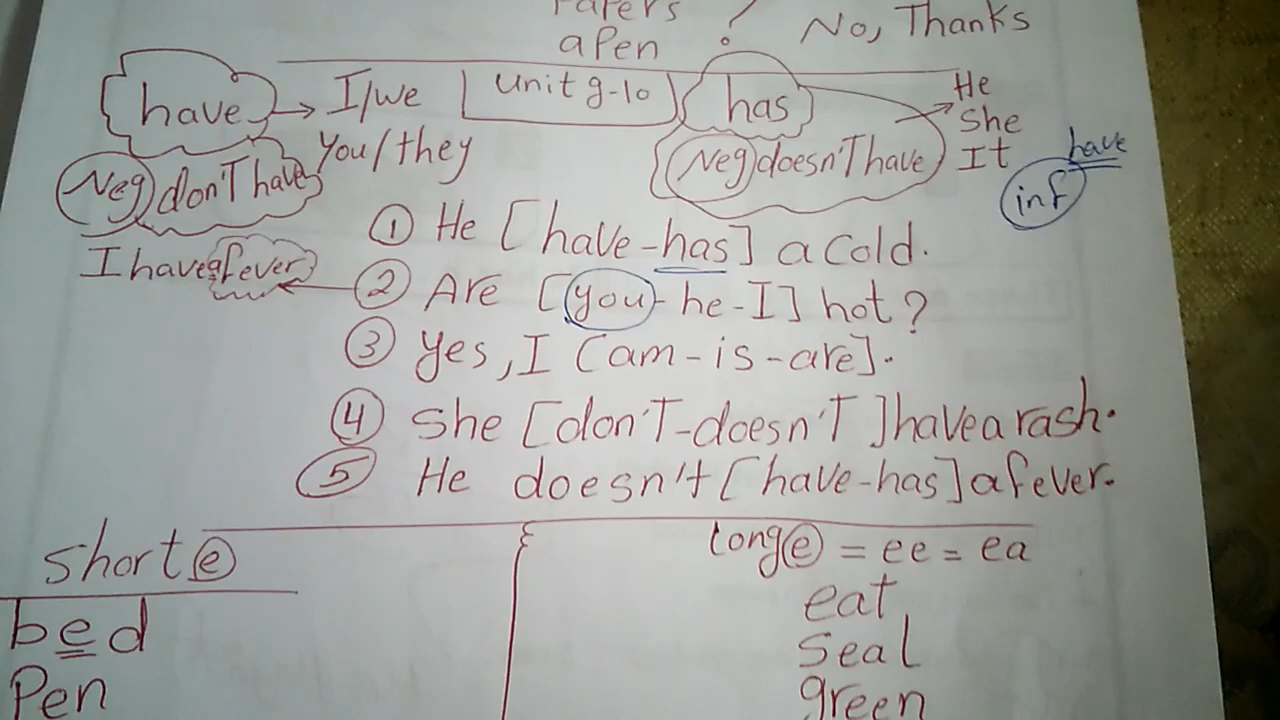 Papers
a Pen ?
No, Thanks
have → I/we
You/they
Unit 9-10
has
He
She
It
Neg don'T have
Neg doesn'T have
have
inf
① He [have-has] a Cold.
I have a fever
② Are [you-he-I] hot?
③ Yes, I [am-is-are].
④ She [don'T-doesn'T] have a rash.
⑤ He doesn't [have-has] a fever.
Short e
long e = ee = ea
bed
Pen
eat
Seal
green